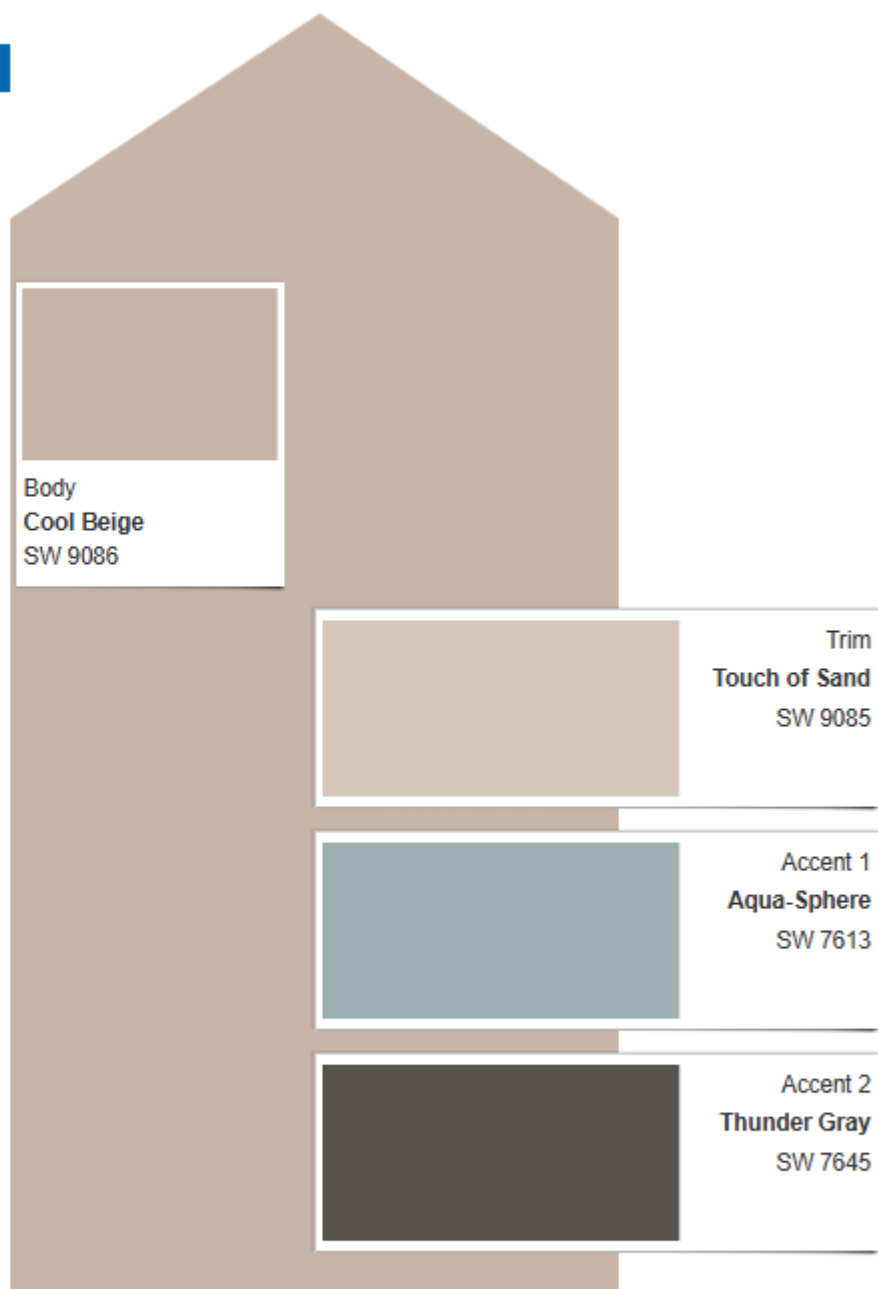 Body
Cool Beige
SW 9086
Trim
Touch of Sand
SW 9085
Accent 1
Aqua-Sphere
SW 7613
Accent 2
Thunder Gray
SW 7645